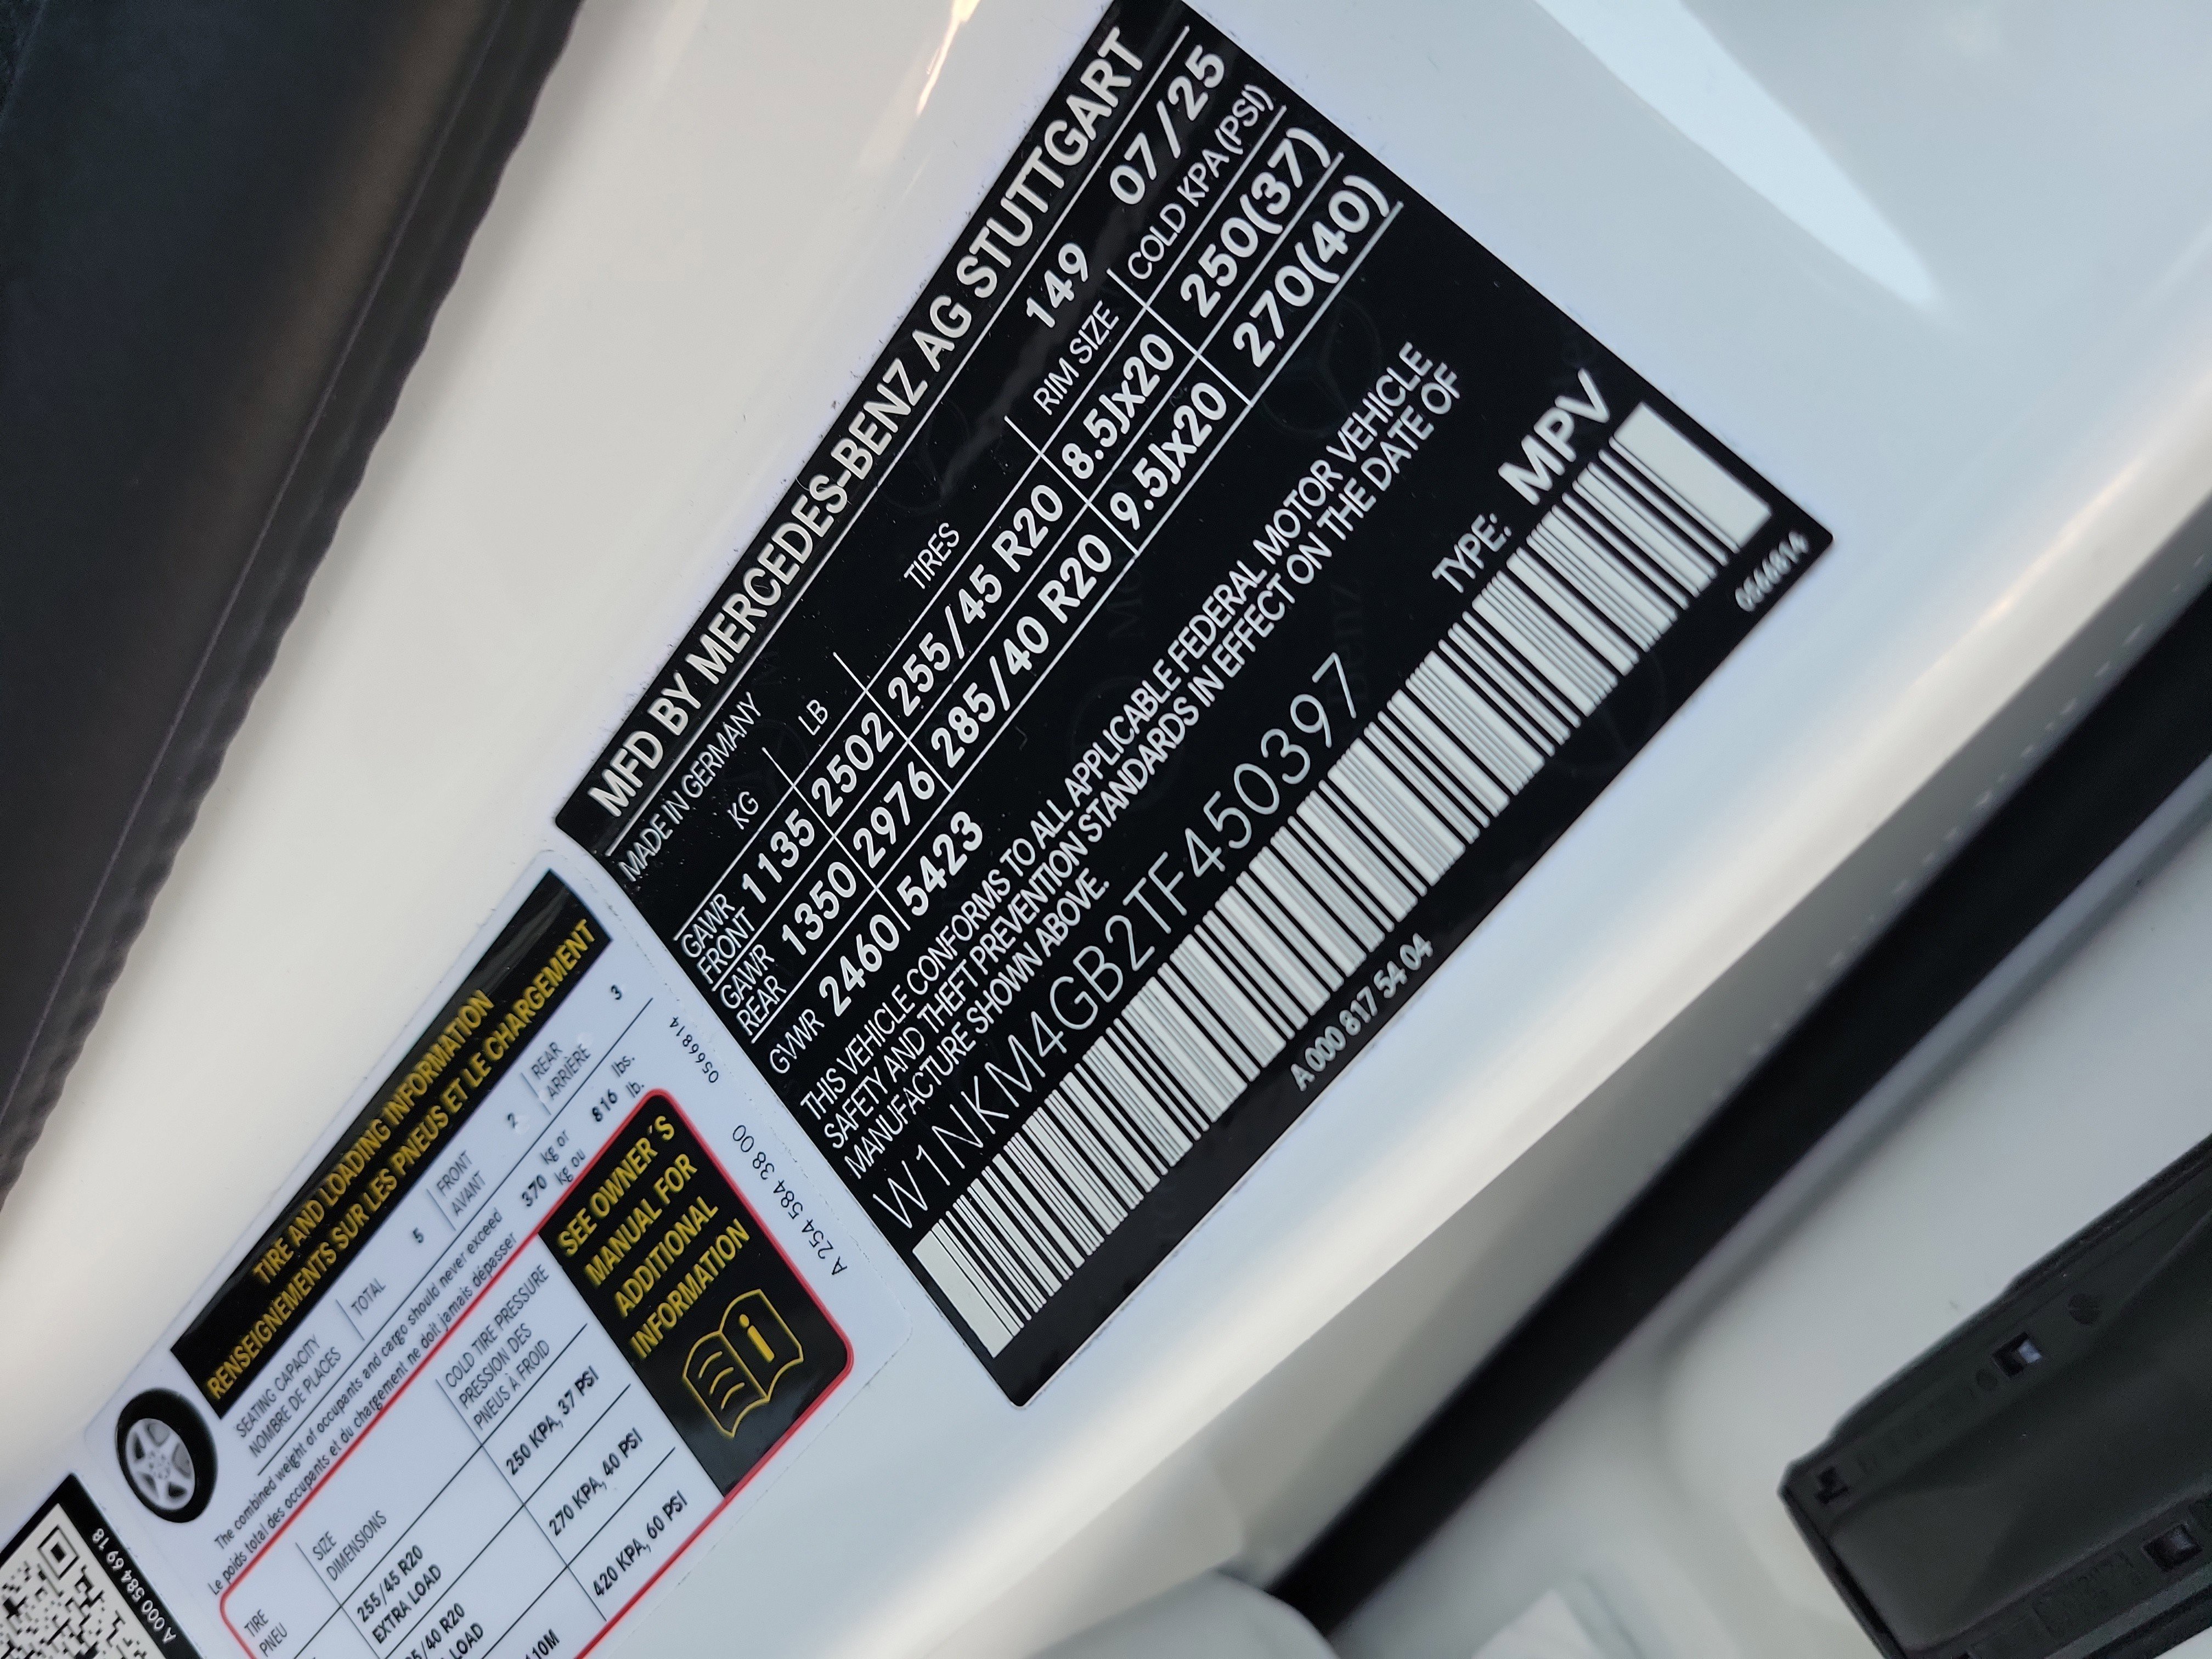 MFD BY MERCEDES-BENZ AG STUTTGART
MADE IN GERMANY 149 07/25
KG LB TIRES RIM SIZE COLD KPA(PSI)
GAWR FRONT 1135 2502 255/45 R20 8.5Jx20 250(37)
GAWR REAR 1350 2976 285/40 R20 9.5Jx20 270(40)
GVWR 2460 5423
THIS VEHICLE CONFORMS TO ALL APPLICABLE FEDERAL MOTOR VEHICLE
SAFETY AND THEFT PREVENTION STANDARDS IN EFFECT ON THE DATE OF
MANUFACTURE SHOWN ABOVE.
W1NKM4GB2TF450397 TYPE: MPV
A 000 817 54 04
0566814
TIRE AND LOADING INFORMATION
RENSEIGNEMENTS SUR LES PNEUS ET LE CHARGEMENT
SEATING CAPACITY TOTAL 5 FRONT 2 REAR 3
NOMBRE DE PLACES AVANT ARRIÈRE
The combined weight of occupants and cargo should never exceed 370 kg or 816 lbs.
Le poids total des occupants et du chargement ne doit jamais dépasser kg ou lb.
TIRE SIZE COLD TIRE PRESSURE
PNEU DIMENSIONS PRESSION DES
PNEUS À FROID
255/45 R20 250 KPA, 37 PSI
EXTRA LOAD
/40 R20 270 KPA, 40 PSI
LOAD
10M 420 KPA, 60 PSI
SEE OWNER'S
MANUAL FOR
ADDITIONAL
INFORMATION
0566814
A 254 584 38 00
A 000 584 69 18